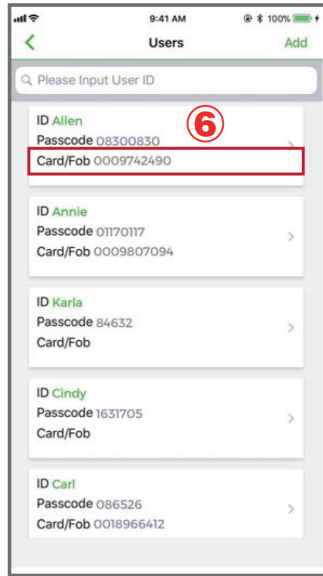 9:41 AM
100%
Users
Add
Please Input User ID
ID Allen
⑥
Passcode 08300830
Card/Fob 0009742490
ID Annie
Passcode 01170117
Card/Fob 0009807094
ID Karla
Passcode 84632
Card/Fob
ID Cindy
Passcode 1631705
Card/Fob
ID Carl
Passcode 086526
Card/Fob 0018966412